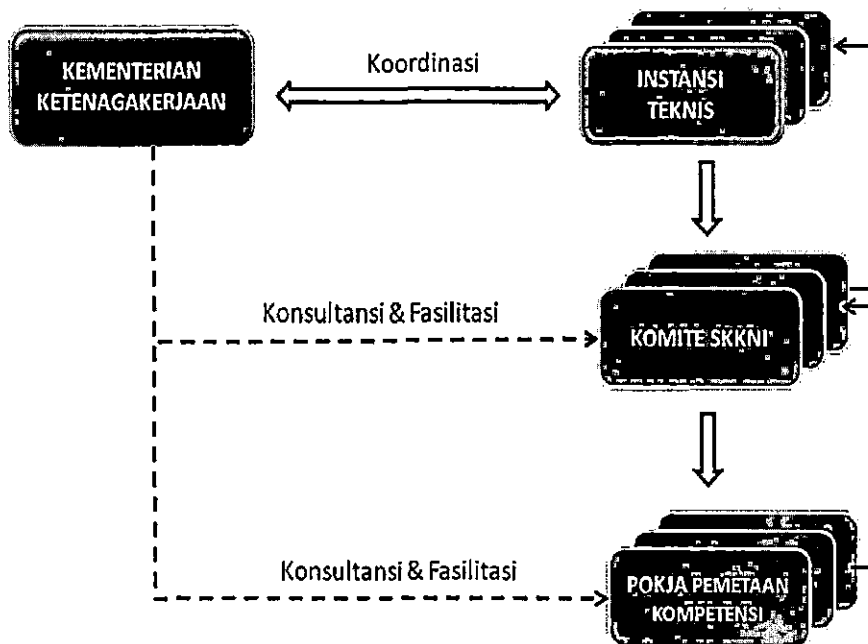 KEMENTERIAN
KETENAGAKERJAAN
Koordinasi
INSTANSI
TEKNIS
Konsultansi & Fasilitasi
KOMITE SKKNI
Konsultansi & Fasilitasi
POKJA PEMETAAN
KOMPETENSI